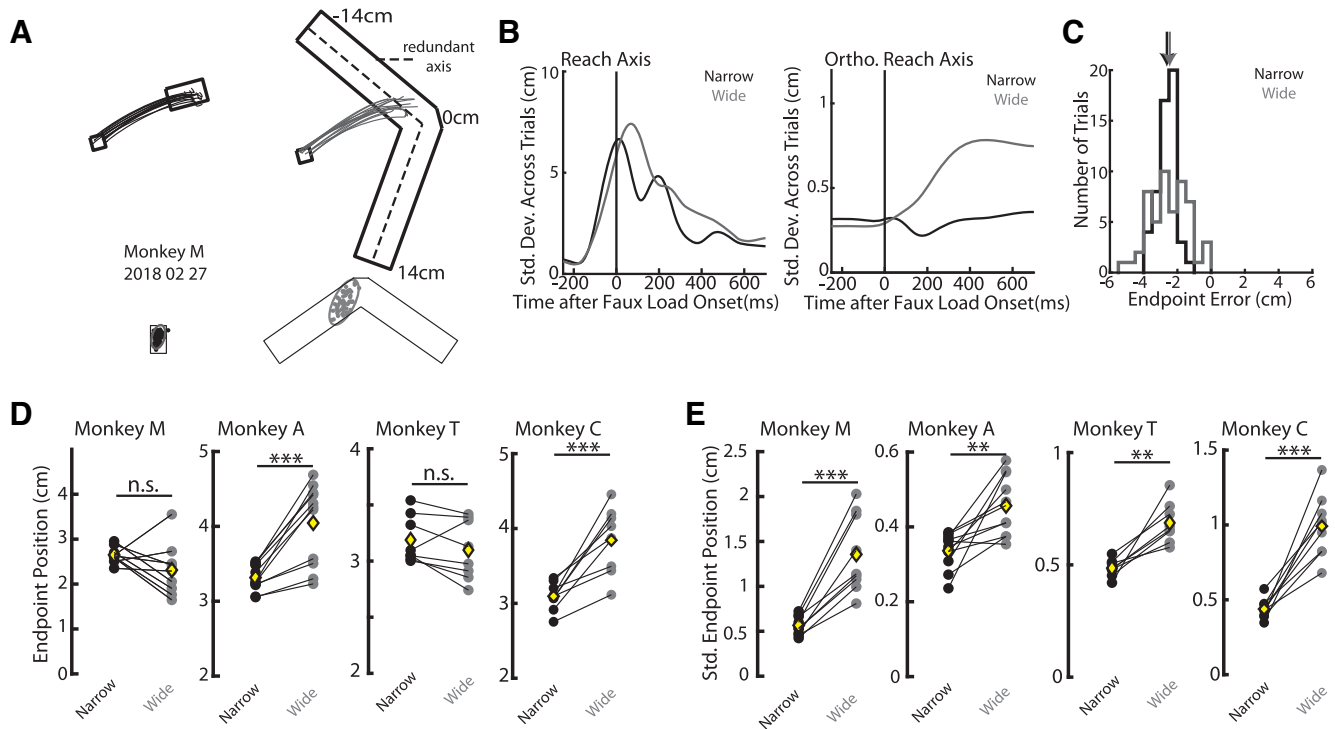 A
-14cm
redundant
axis
0cm
14cm
Monkey M
2018 02 27
B
Reach Axis
Narrow
Wide
Std. Dev. Across Trials (cm)
10
5
0
-200
0
200
400
600
Time after Faux Load Onset(ms)
Ortho. Reach Axis
Narrow
Wide
Std. Dev. Across Trials (cm)
1
0.5
0
-200
0
200
400
600
Time after Faux Load Onset(ms)
C
Narrow
Wide
Number of Trials
20
15
10
5
0
-6
-4
-2
0
2
4
6
Endpoint Error (cm)
D
Endpoint Position (cm)
Monkey M
n.s.
4
3
2
1
0
Narrow
Wide
Monkey A
***
5
4
3
2
Narrow
Wide
Monkey T
n.s.
4
3
2
Narrow
Wide
Monkey C
***
5
4
3
2
Narrow
Wide
E
Std. Endpoint Position (cm)
Monkey M
***
2.5
2
1.5
1
0.5
0
Narrow
Wide
Monkey A
**
0.6
0.4
0.2
0
Narrow
Wide
Monkey T
**
1
0.5
0
Narrow
Wide
Monkey C
***
1.5
1
0.5
0
Narrow
Wide